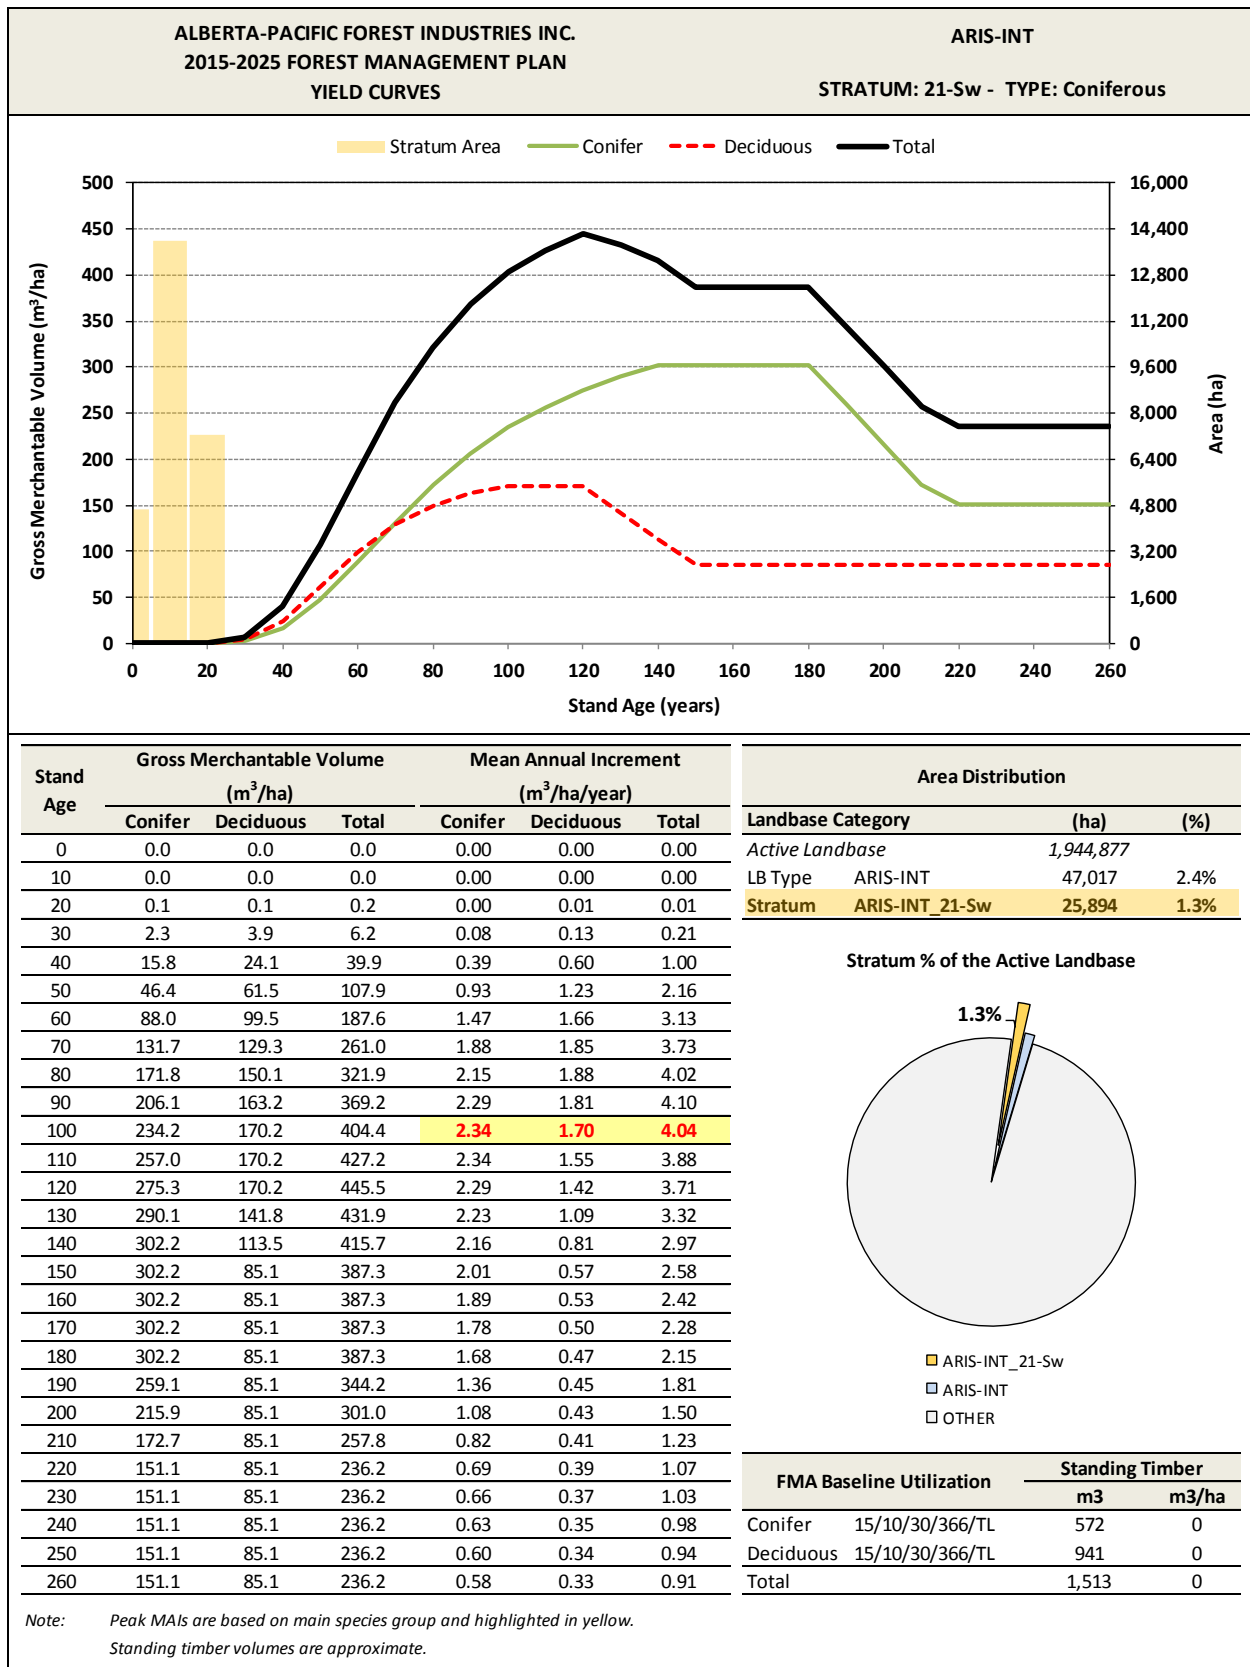 ALBERTA-PACIFIC FOREST INDUSTRIES INC.
2015-2025 FOREST MANAGEMENT PLAN
YIELD CURVES
ARIS-INT
STRATUM: 21-Sw - TYPE: Coniferous
Stratum Area Conifer Deciduous Total
Gross Merchantable Volume (m³/ha)
500
450
400
350
300
250
200
150
100
50
0
16,000
14,400
12,800
11,200
9,600
8,000
6,400
4,800
3,200
1,600
0
Area (ha)
0 20 40 60 80 100 120 140 160 180 200 220 240 260
Stand Age (years)
Stand Age Gross Merchantable Volume (m³/ha) Mean Annual Increment (m³/ha/year)
Conifer Deciduous Total Conifer Deciduous Total
0 0.0 0.0 0.0 0.00 0.00 0.00
10 0.0 0.0 0.0 0.00 0.00 0.00
20 0.1 0.1 0.2 0.00 0.01 0.01
30 2.3 3.9 6.2 0.08 0.13 0.21
40 15.8 24.1 39.9 0.39 0.60 1.00
50 46.4 61.5 107.9 0.93 1.23 2.16
60 88.0 99.5 187.6 1.47 1.66 3.13
70 131.7 129.3 261.0 1.88 1.85 3.73
80 171.8 150.1 321.9 2.15 1.88 4.02
90 206.1 163.2 369.2 2.29 1.81 4.10
100 234.2 170.2 404.4 2.34 1.70 4.04
110 257.0 170.2 427.2 2.34 1.55 3.88
120 275.3 170.2 445.5 2.29 1.42 3.71
130 290.1 141.8 431.9 2.23 1.09 3.32
140 302.2 113.5 415.7 2.16 0.81 2.97
150 302.2 85.1 387.3 2.01 0.57 2.58
160 302.2 85.1 387.3 1.89 0.53 2.42
170 302.2 85.1 387.3 1.78 0.50 2.28
180 302.2 85.1 387.3 1.68 0.47 2.15
190 259.1 85.1 344.2 1.36 0.45 1.81
200 215.9 85.1 301.0 1.08 0.43 1.50
210 172.7 85.1 257.8 0.82 0.41 1.23
220 151.1 85.1 236.2 0.69 0.39 1.07
230 151.1 85.1 236.2 0.66 0.37 1.03
240 151.1 85.1 236.2 0.63 0.35 0.98
250 151.1 85.1 236.2 0.60 0.34 0.94
260 151.1 85.1 236.2 0.58 0.33 0.91
Area Distribution
Landbase Category (ha) (%)
Active Landbase 1,944,877
LB Type ARIS-INT 47,017 2.4%
Stratum ARIS-INT_21-Sw 25,894 1.3%
Stratum % of the Active Landbase
1.3%
ARIS-INT_21-Sw
ARIS-INT
OTHER
FMA Baseline Utilization Standing Timber
m3 m3/ha
Conifer 15/10/30/366/TL 572 0
Deciduous 15/10/30/366/TL 941 0
Total 1,513 0
Note: Peak MAIs are based on main species group and highlighted in yellow.
Standing timber volumes are approximate.